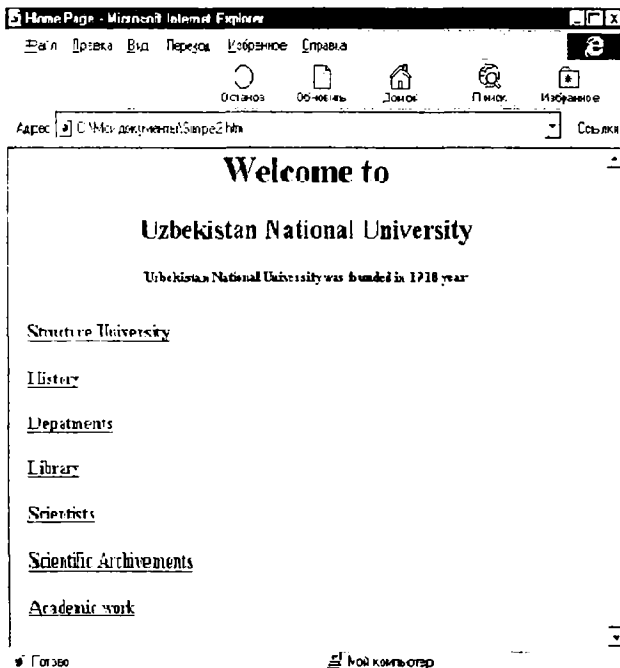 Home Page - Microsoft Internet Explorer
Файл Правка Вид Переход Избранное Справка
Останов Обновить Домой Поиск Избранное
Адрес C:\Мои документы\Simpe2.htm Ссылки
Welcome to
Uzbekistan National University
Uzbekistan National University was founded in 1918 year
Structure University
History
Depatments
Library
Scientists
Scientific Archivements
Academic work
Готово Мой компьютер